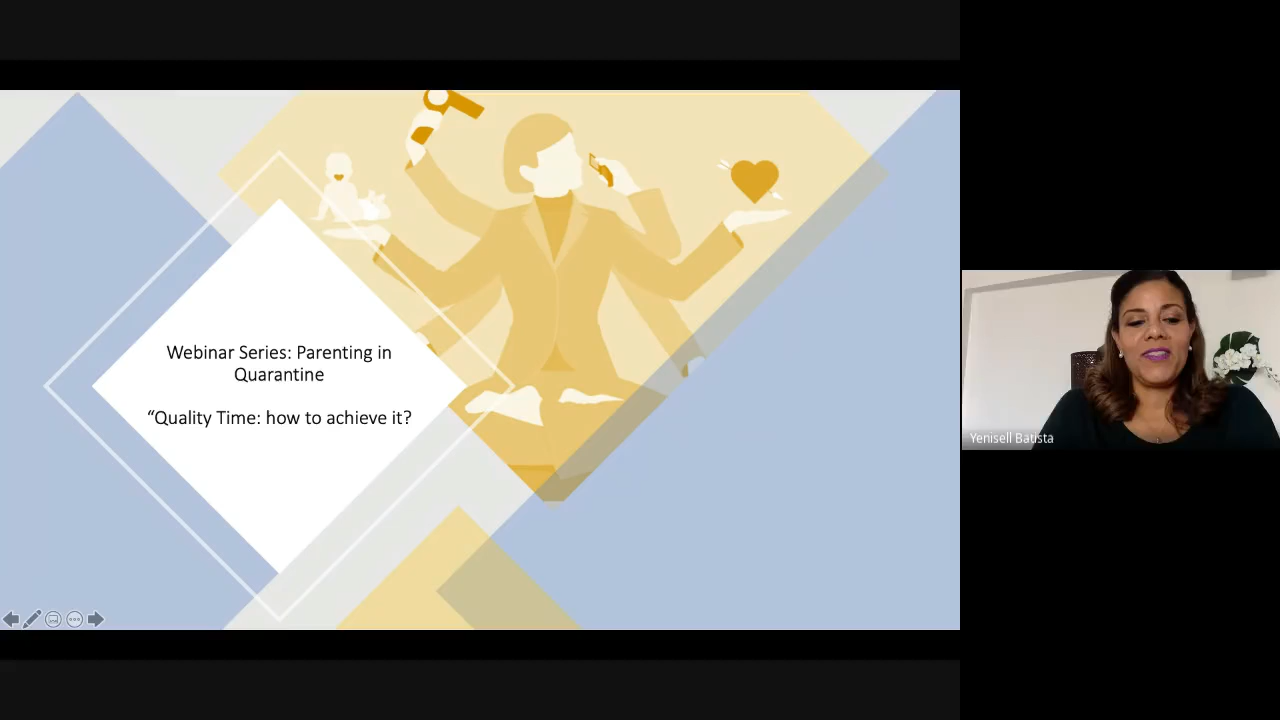 Webinar Series: Parenting in
Quarantine
“Quality Time: how to achieve it?
Yenisell Batista